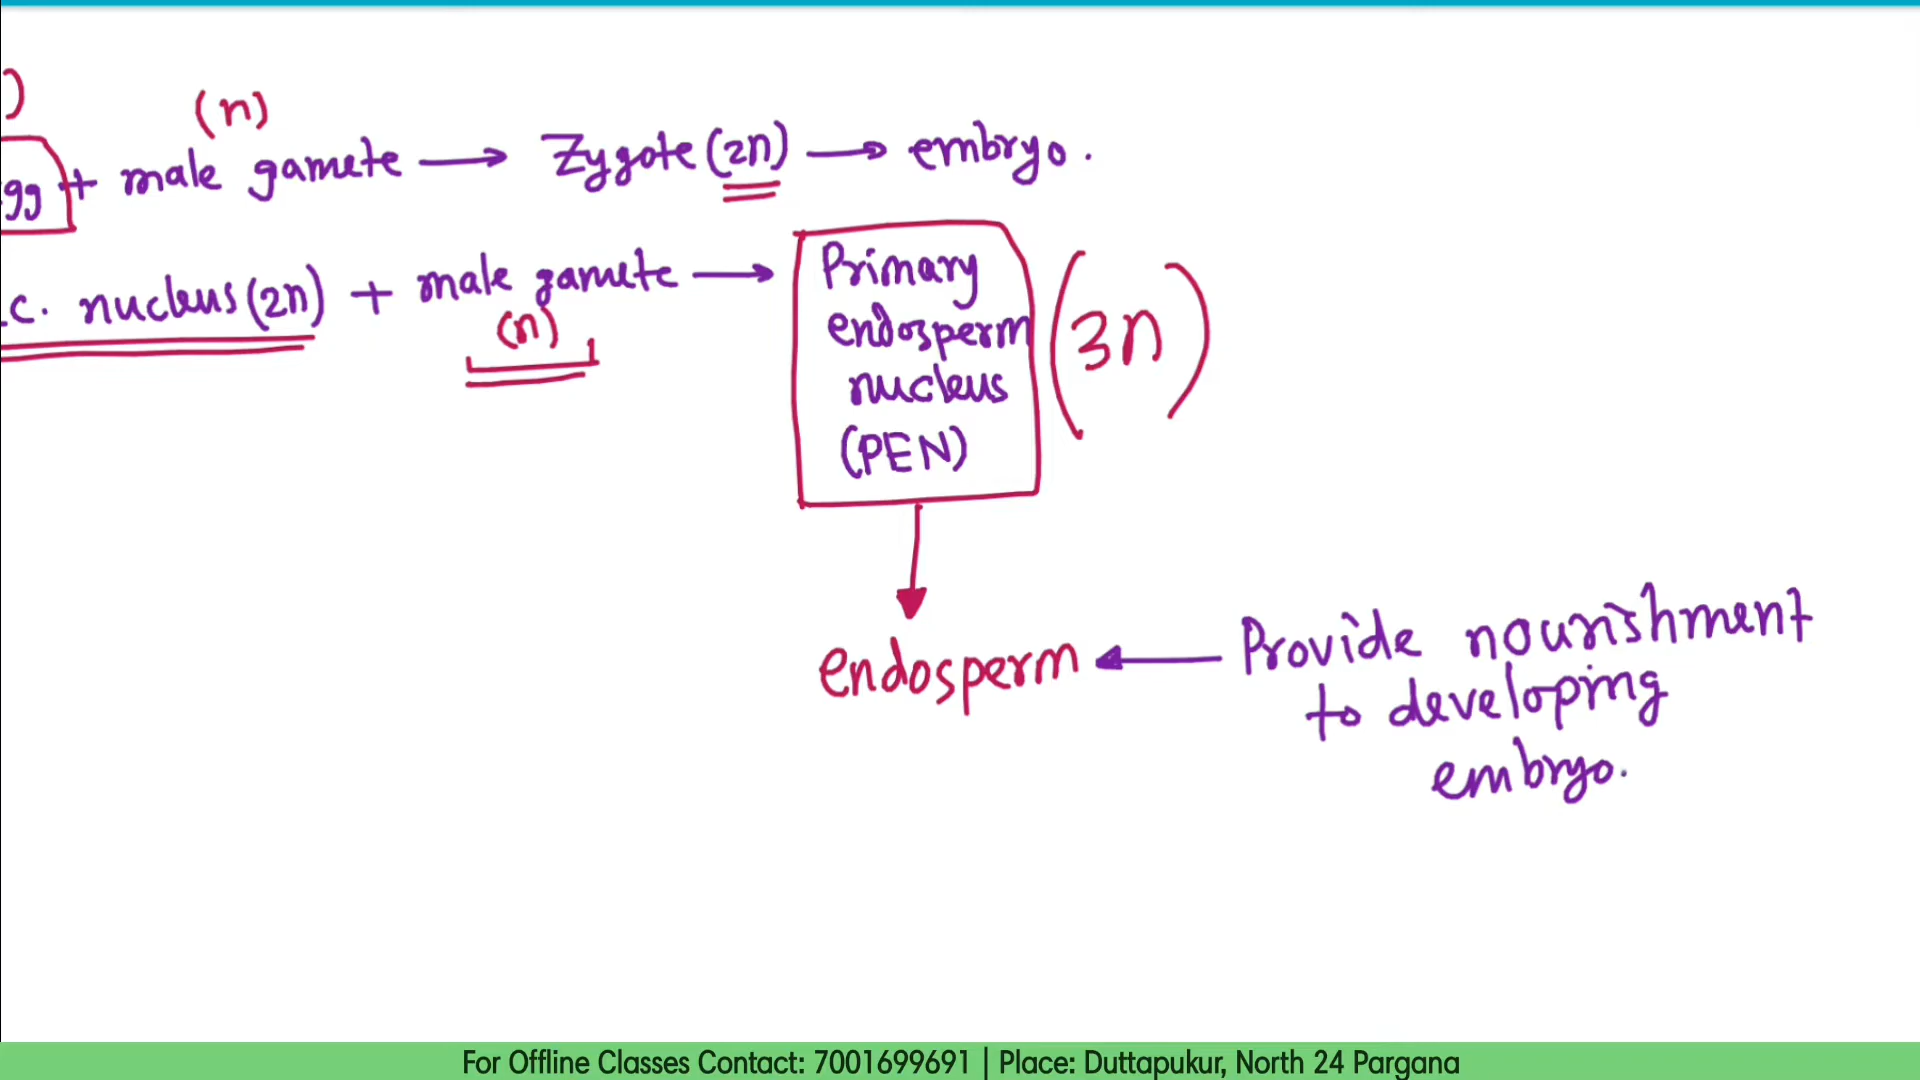 )
(n)
gg + male gamete → Zygote (2n) → embryo.
.c. nucleus (2n) + male gamete →
(n)
Primary
endosperm
nucleus
(PEN)
(3n)
endosperm ← Provide nourishment
to developing
embryo.
For Offline Classes Contact: 7001699691 | Place: Duttapukur, North 24 Pargana